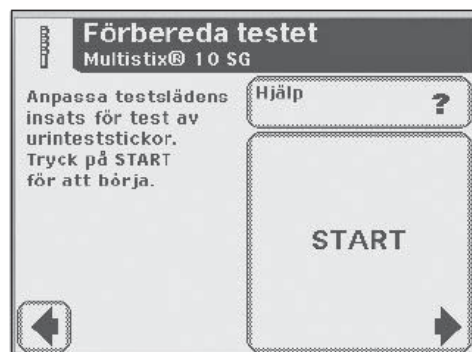 Förbereda testet
Multistix® 10 SG
Anpassa testslädens
insats för test av
urinteststickor.
Tryck på START
för att börja.
Hjälp ?
START